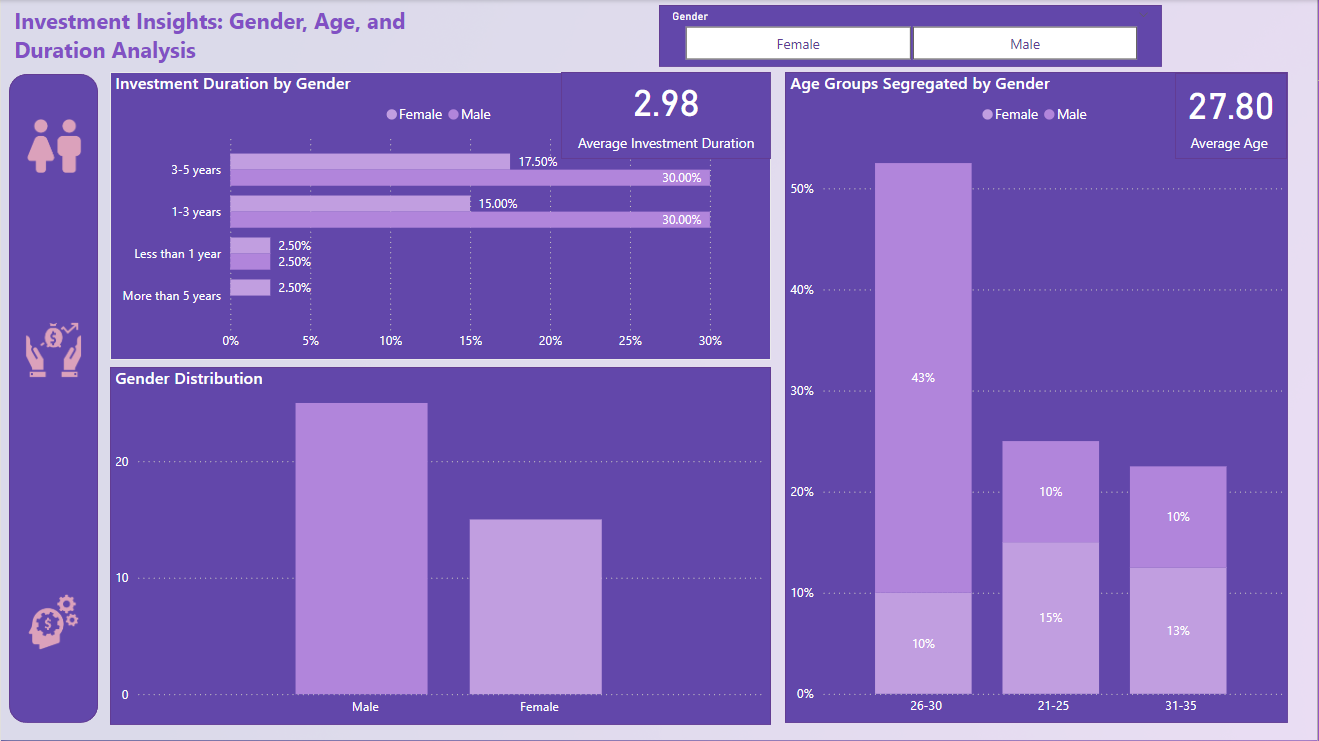 Investment Insights: Gender, Age, and
Duration Analysis
Gender
Female
Male
Investment Duration by Gender
Female
Male
2.98
Average Investment Duration
3-5 years
17.50%
30.00%
1-3 years
15.00%
30.00%
Less than 1 year
2.50%
2.50%
More than 5 years
2.50%
0%
5%
10%
15%
20%
25%
30%
Gender Distribution
20
10
0
Male
Female
Age Groups Segregated by Gender
Female
Male
27.80
Average Age
50%
40%
30%
20%
10%
0%
43%
10%
10%
15%
10%
13%
26-30
21-25
31-35
$
$